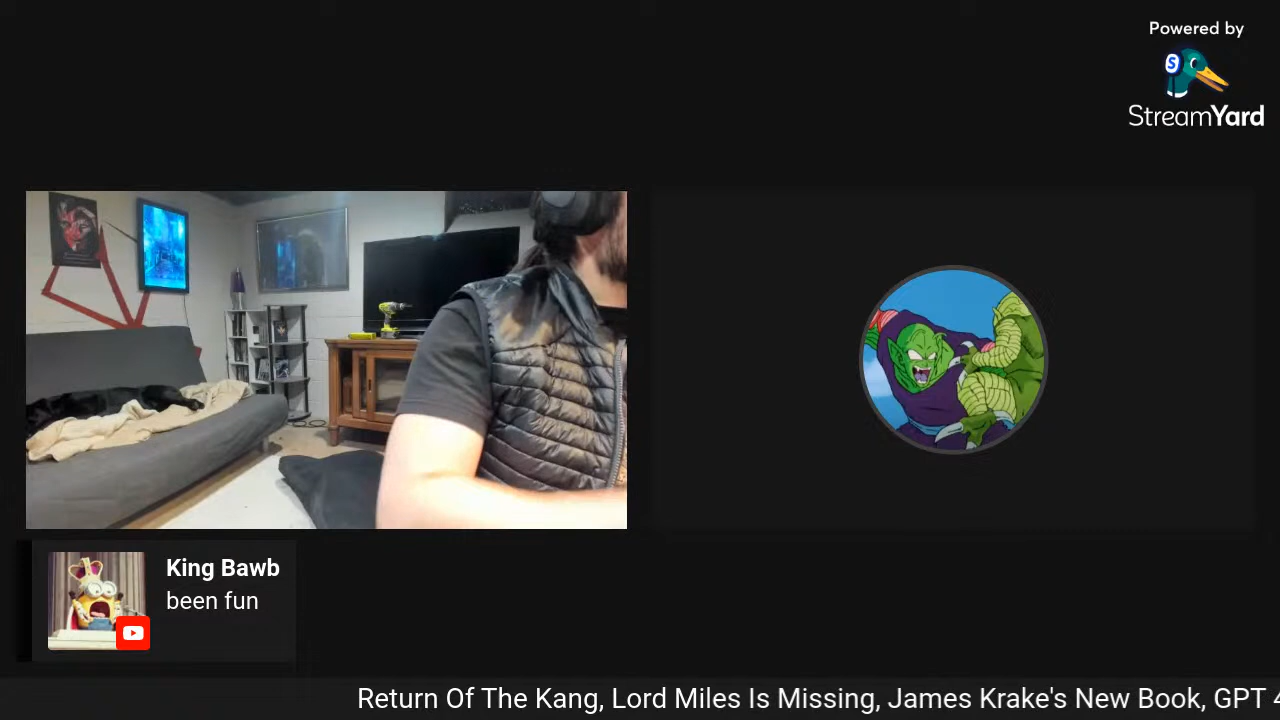 Powered by
S
StreamYard
King Bawb
been fun
Return Of The Kang, Lord Miles Is Missing, James Krake's New Book, GPT 4